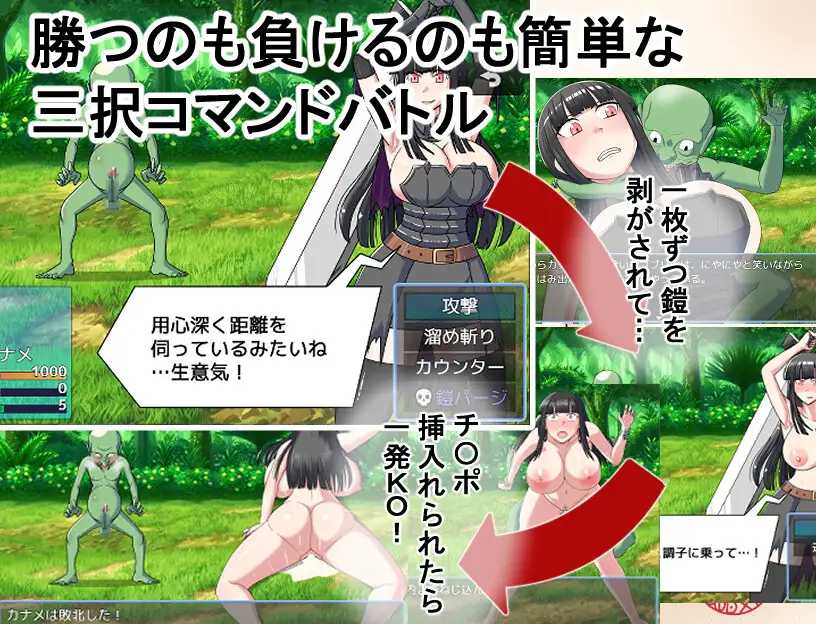 勝つのも負けるのも簡単な
三択コマンドバトル
一枚ずつ鎧を
剥がされて…
用心深く距離を
伺っているみたいね
…生意気！
攻撃
溜め斬り
カウンター
鎧パージ
ナメ
1000
0
5
チ〇ポ
挿入れられたら
一発KO！
調子に乗って…！
カナメは敗北した！